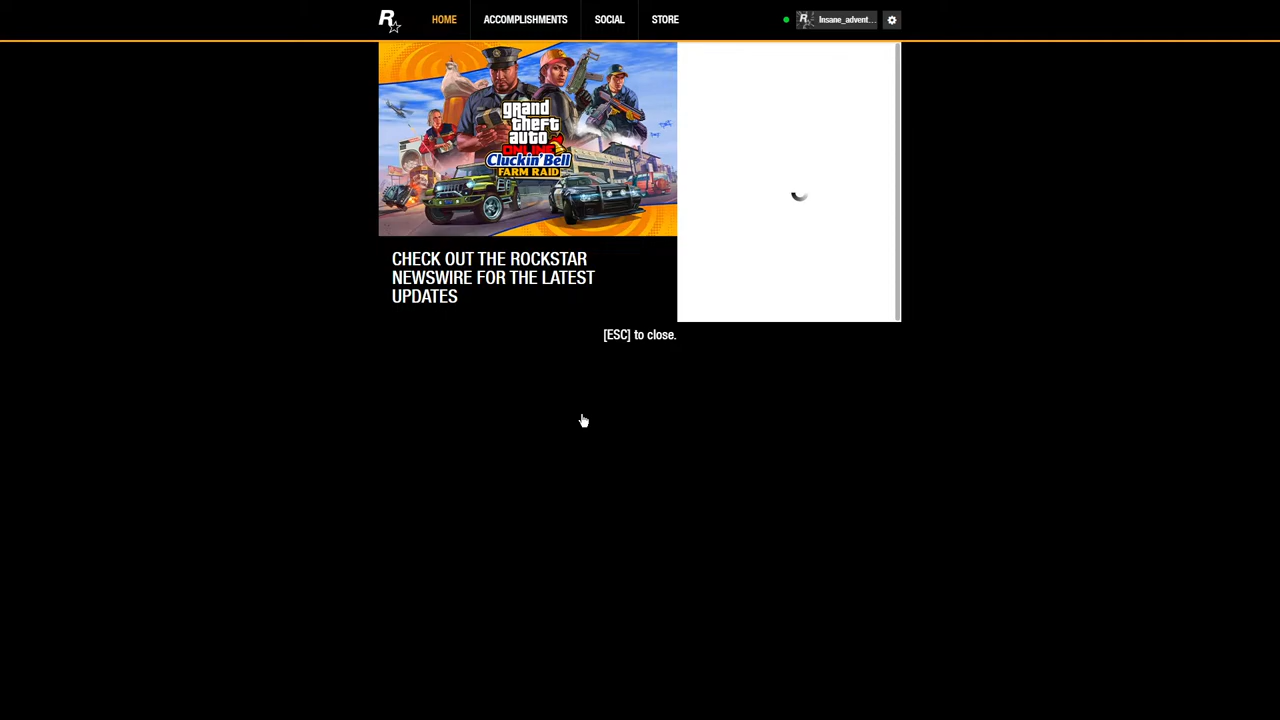 R HOME ACCOMPLISHMENTS SOCIAL STORE R Insane_advent...
grand
theft
auto
ONLINE
Cluckin' Bell
FARM RAID
CHECK OUT THE ROCKSTAR
NEWSWIRE FOR THE LATEST
UPDATES
[ESC] to close.